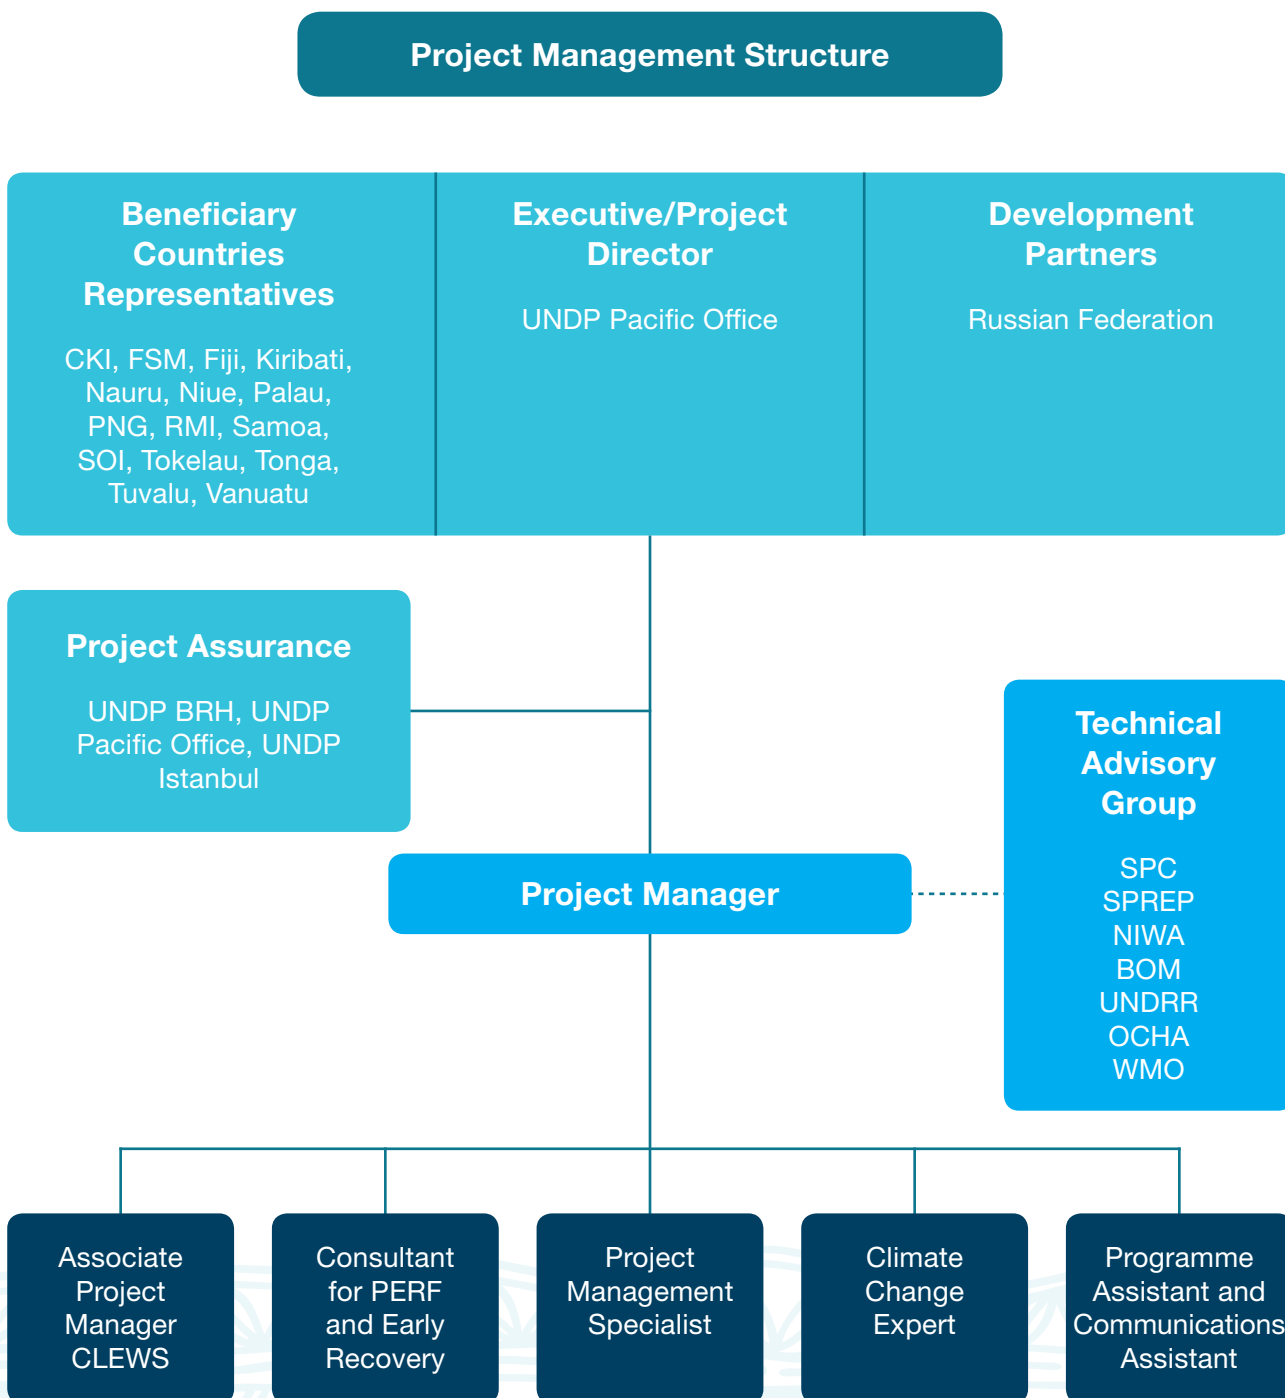 Project Management Structure
Beneficiary
Countries
Representatives
CKI, FSM, Fiji, Kiribati,
Nauru, Niue, Palau,
PNG, RMI, Samoa,
SOI, Tokelau, Tonga,
Tuvalu, Vanuatu
Executive/Project
Director
UNDP Pacific Office
Development
Partners
Russian Federation
Project Assurance
UNDP BRH, UNDP
Pacific Office, UNDP
Istanbul
Technical
Advisory
Group
SPC
SPREP
NIWA
BOM
UNDRR
OCHA
WMO
Project Manager
Associate
Project
Manager
CLEWS
Consultant
for PERF
and Early
Recovery
Project
Management
Specialist
Climate
Change
Expert
Programme
Assistant and
Communications
Assistant